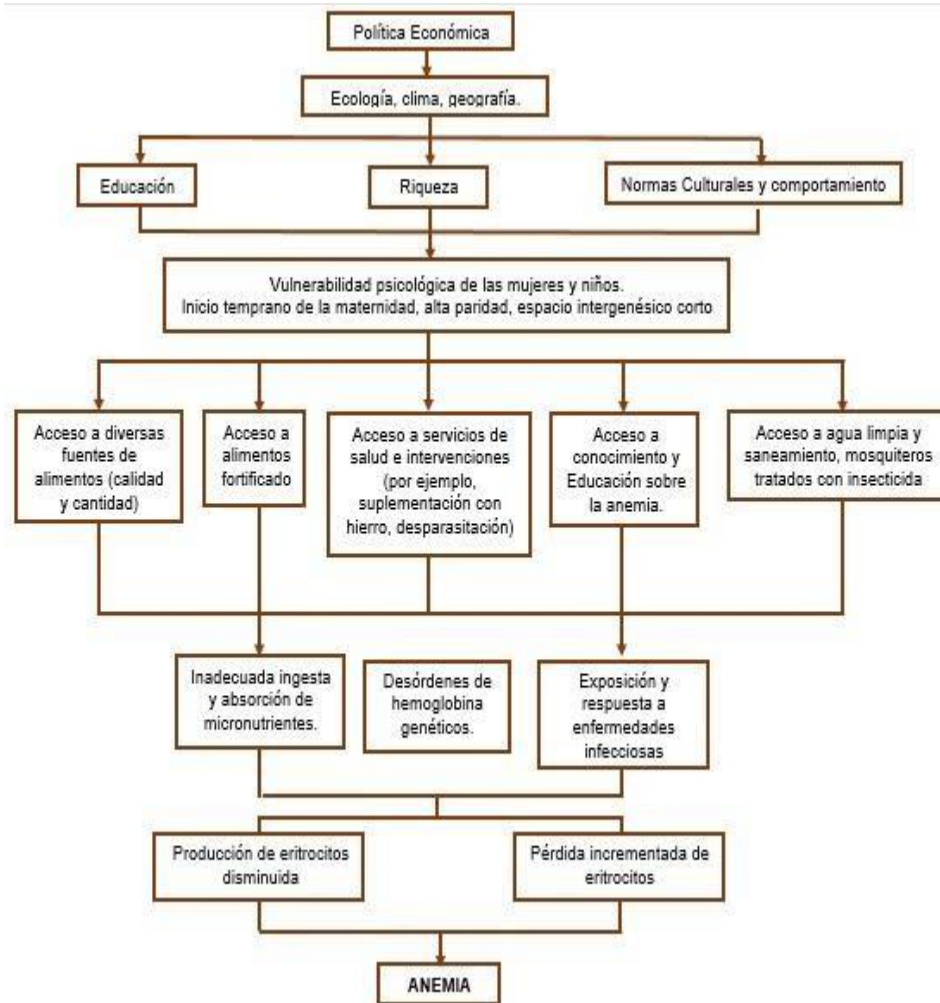 Política Económica
Ecología, clima, geografía.
Educación
Riqueza
Normas Culturales y comportamiento
Vulnerabilidad psicológica de las mujeres y niños.
Inicio temprano de la maternidad, alta paridad, espacio intergenésico corto
Acceso a diversas
fuentes de
alimentos (calidad
y cantidad)
Acceso a
alimentos
fortificado
Acceso a servicios de
salud e intervenciones
(por ejemplo,
suplementación con
hierro, desparasitación)
Acceso a
conocimiento y
Educación sobre
la anemia.
Acceso a agua limpia y
saneamiento, mosquiteros
tratados con insecticida
Inadecuada ingesta
y absorción de
micronutrientes.
Desórdenes de
hemoglobina
genéticos.
Exposición y
respuesta a
enfermedades
infecciosas
Producción de eritrocitos
disminuida
Pérdida incrementada de
eritrocitos
ANEMIA